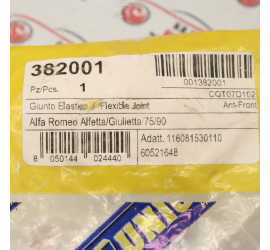 382001
001382001
Pz/Pcs. 1
CGT07D102
Giunto Elastico / Flexible Joint
Ant-Front
Alfa Romeo Alfetta/Giulietta/75/90
Adatt. 116081530110
60521648
8 050144 024440